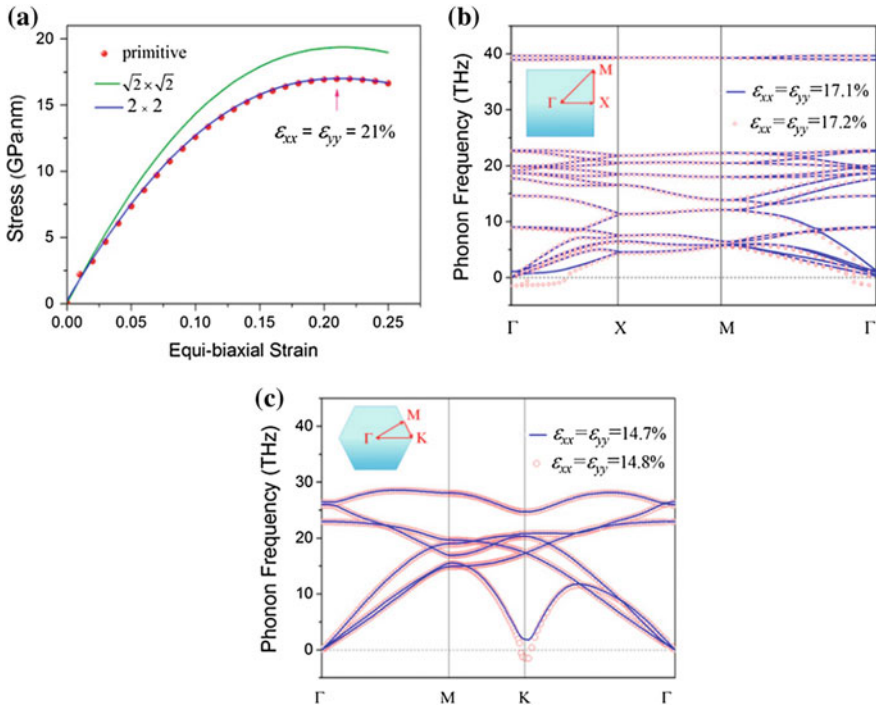 (a)
20
15
10
5
0
Stress (GPa nm)
primitive
√2 × √2
2 × 2
εxx = εyy = 21%
0.00 0.05 0.10 0.15 0.20 0.25
Equi-biaxial Strain
(b)
40
30
20
10
0
Phonon Frequency (THz)
M
Γ X
εxx = εyy =17.1%
εxx = εyy =17.2%
Γ X M Γ
(c)
40
30
20
10
0
Phonon Frequency (THz)
M
Γ K
εxx = εyy =14.7%
εxx = εyy =14.8%
Γ M K Γ